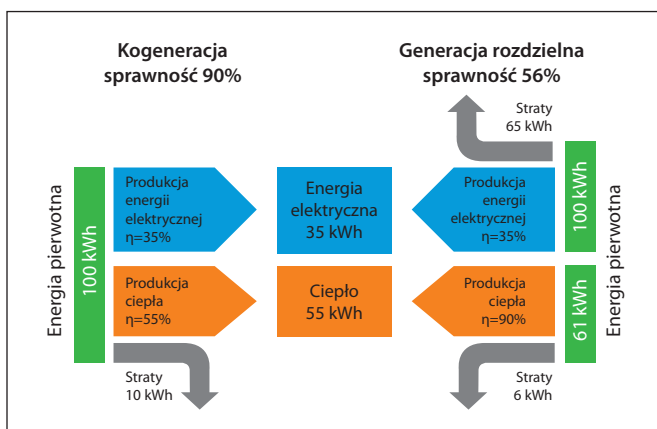 Kogeneracja
sprawność 90%
Generacja rozdzielna
sprawność 56%
Straty
65 kWh
Energia pierwotna
100 kWh
Produkcja
energii
elektrycznej
η=35%
Energia
elektryczna
35 kWh
Produkcja
energii
elektrycznej
η=35%
100 kWh
Produkcja
ciepła
η=55%
Ciepło
55 kWh
Produkcja
ciepła
η=90%
61 kWh
Energia pierwotna
Straty
10 kWh
Straty
6 kWh